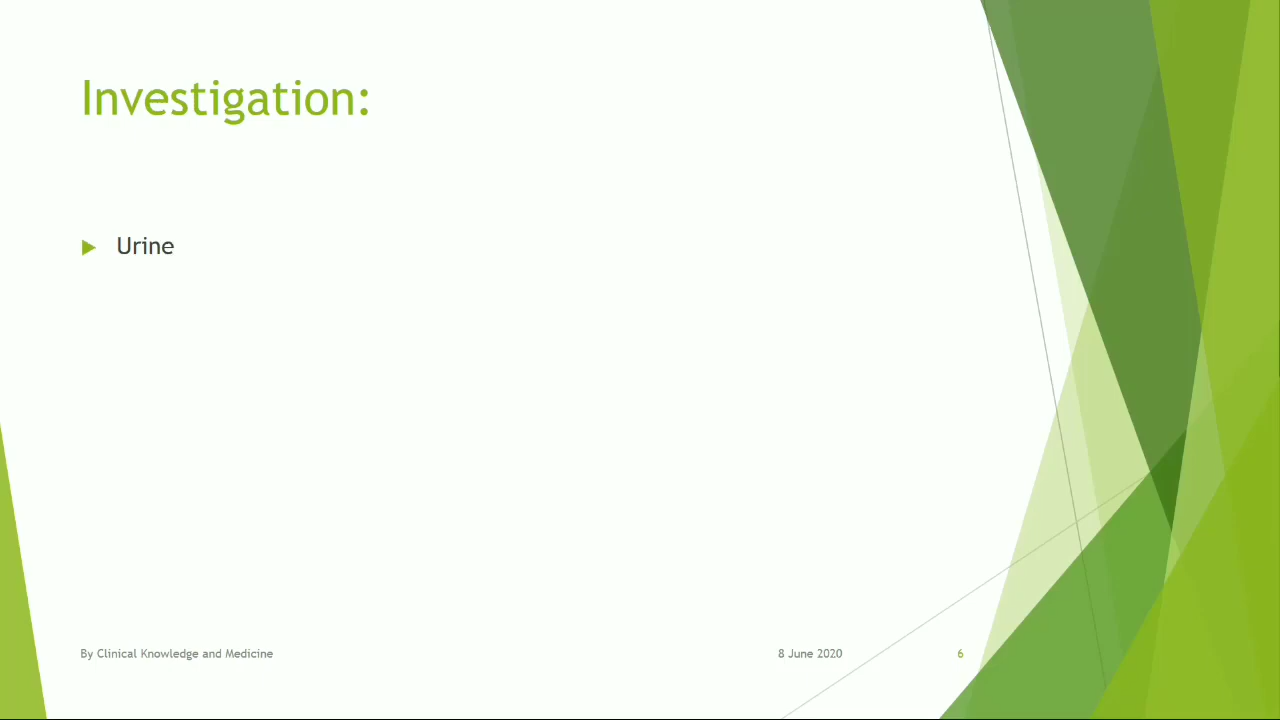 Investigation:
Urine
By Clinical Knowledge and Medicine
8 June 2020
6